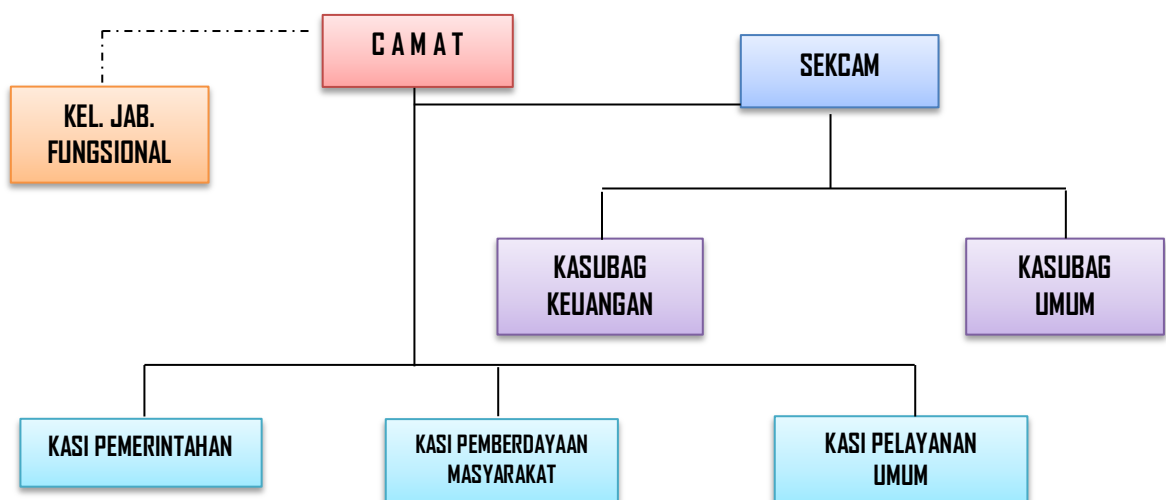 C A M A T
SEKCAM
KEL. JAB.
FUNGSIONAL
KASUBAG
KEUANGAN
KASUBAG
UMUM
KASI PEMERINTAHAN
KASI PEMBERDAYAAN
MASYARAKAT
KASI PELAYANAN
UMUM